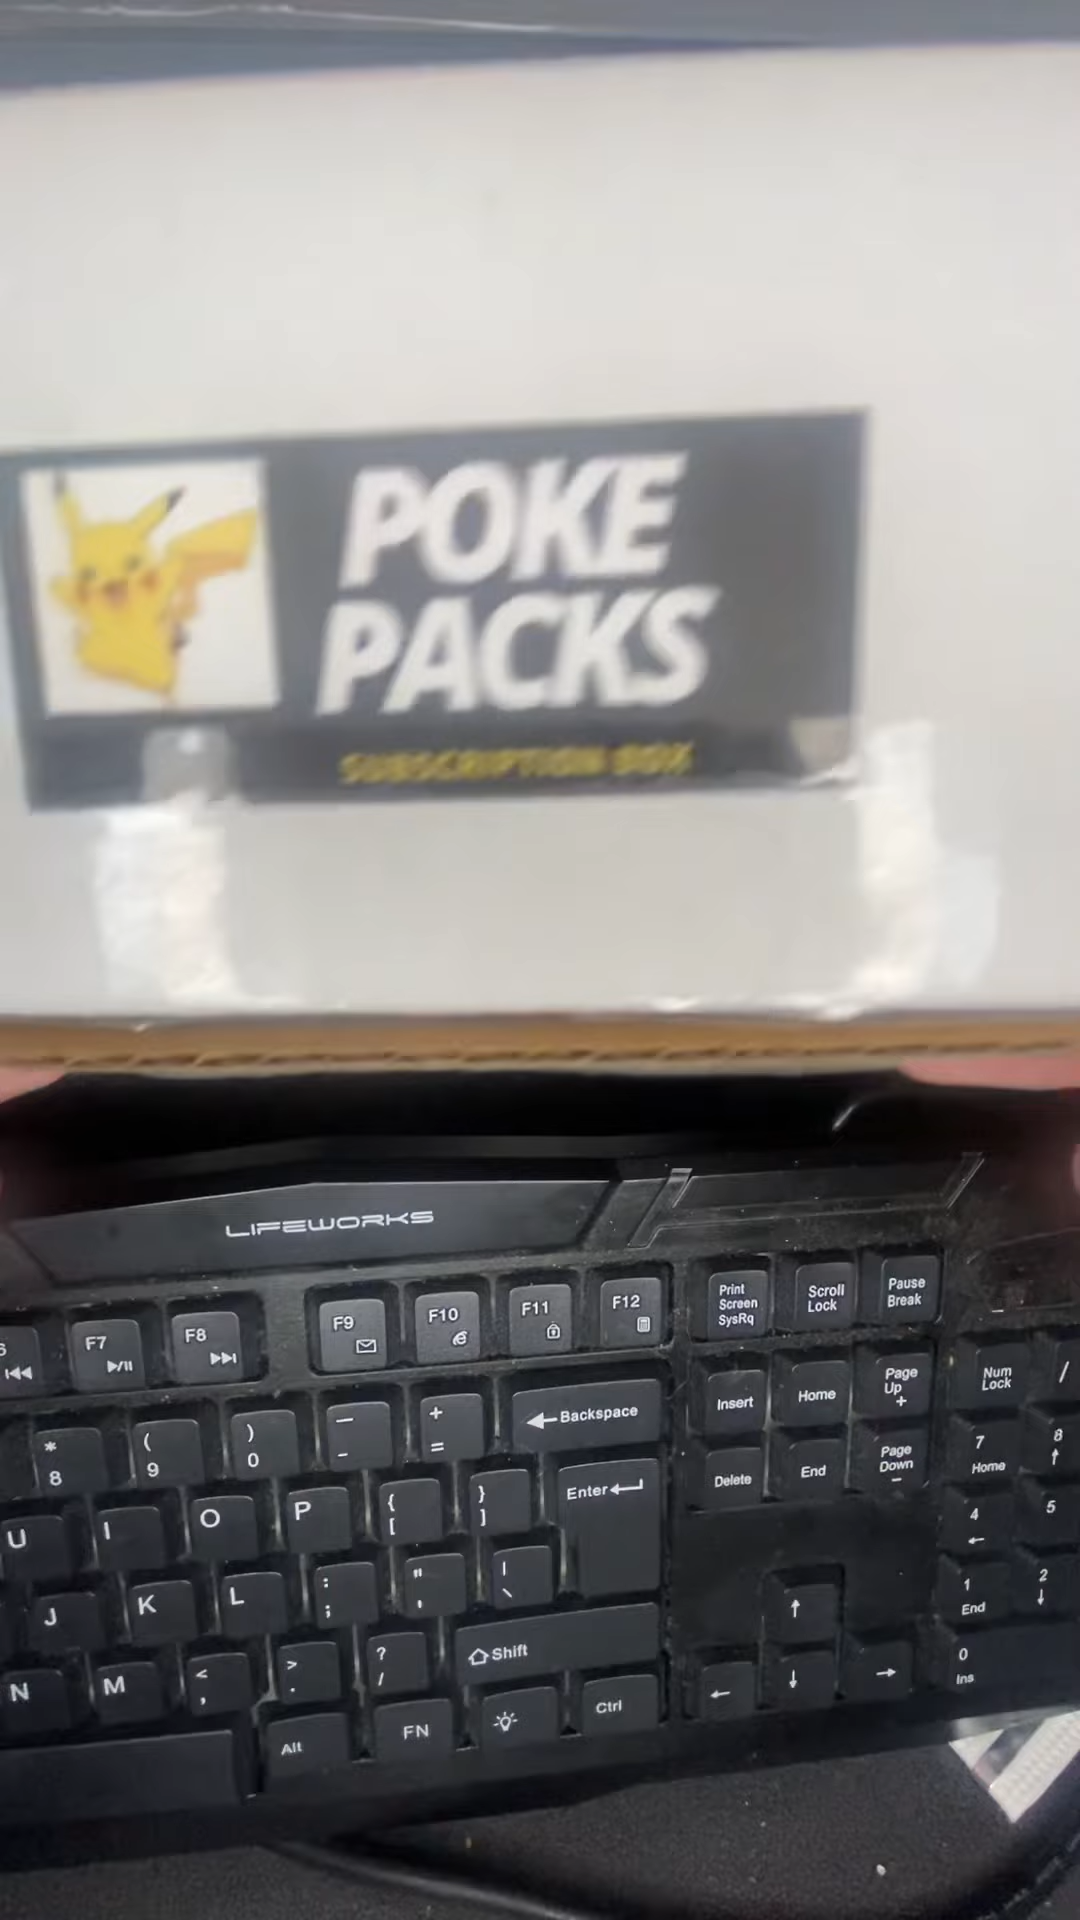 POKE
PACKS
SUBSCRIPTION BOX
LIFEWORKS
F7 F8 F9 F10 F11 F12 Print Screen SysRq Scroll Lock Pause Break
* 8 ( 9 ) 0 — - + = Backspace Insert Home Page Up + Num Lock /
U I O P { [ } ] Enter Delete End Page Down - 7 Home 8 ↑
J K L : ; " ' | \ 4 ← 5
N M < , > . ? / Shift ↑ 1 End 2 ↓
Alt FN Ctrl ← ↓ → 0 Ins